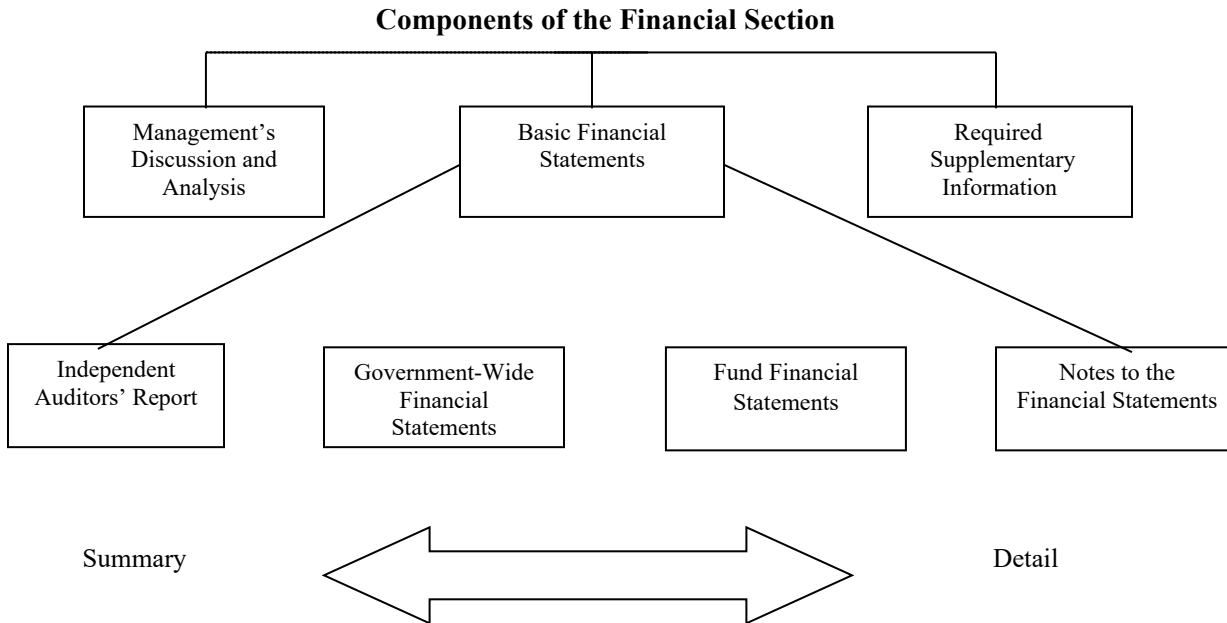 Components of the Financial Section
Management’s
Discussion and
Analysis
Basic Financial
Statements
Required
Supplementary
Information
Independent
Auditors’ Report
Government-Wide
Financial
Statements
Fund Financial
Statements
Notes to the
Financial Statements
Summary
Detail